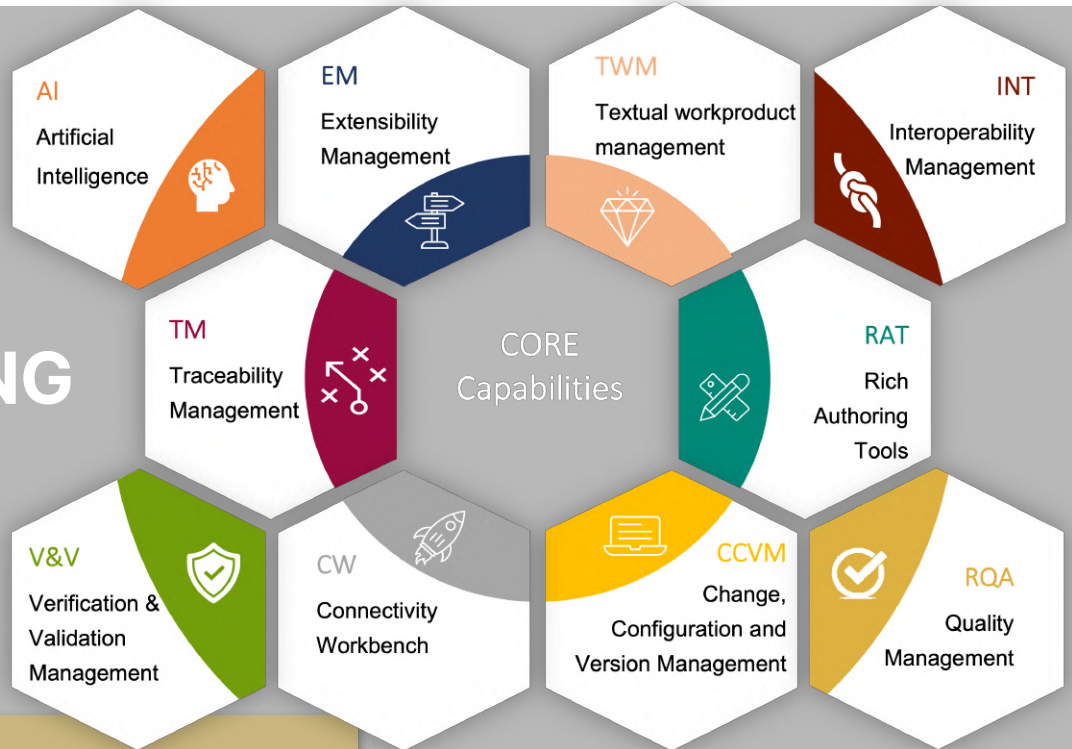 AI
Artificial
Intelligence
EM
Extensibility
Management
TWM
Textual workproduct
management
INT
Interoperability
Management
NG
TM
Traceability
Management
CORE
Capabilities
RAT
Rich
Authoring
Tools
V&V
Verification &
Validation
Management
CW
Connectivity
Workbench
CCVM
Change,
Configuration and
Version Management
RQA
Quality
Management